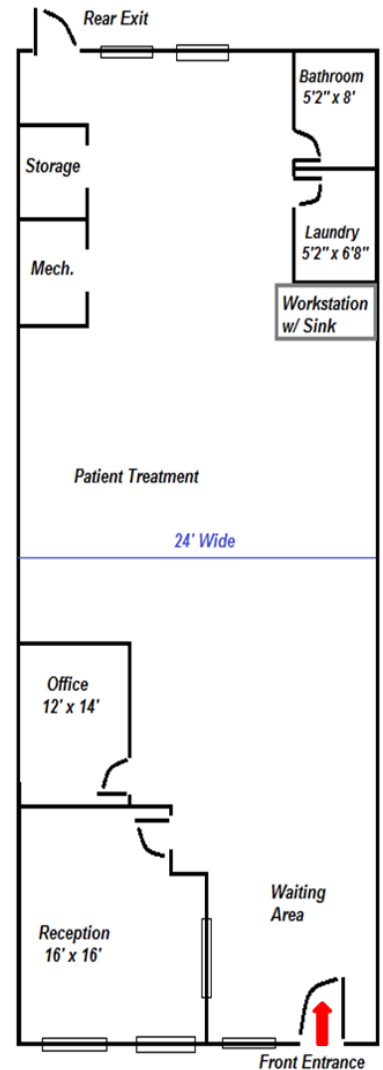 Rear Exit
Bathroom
5'2" x 8'
Storage
Laundry
5'2" x 6'8"
Mech.
Workstation
w/ Sink
Patient Treatment
24' Wide
Office
12' x 14'
Waiting
Area
Reception
16' x 16'
Front Entrance